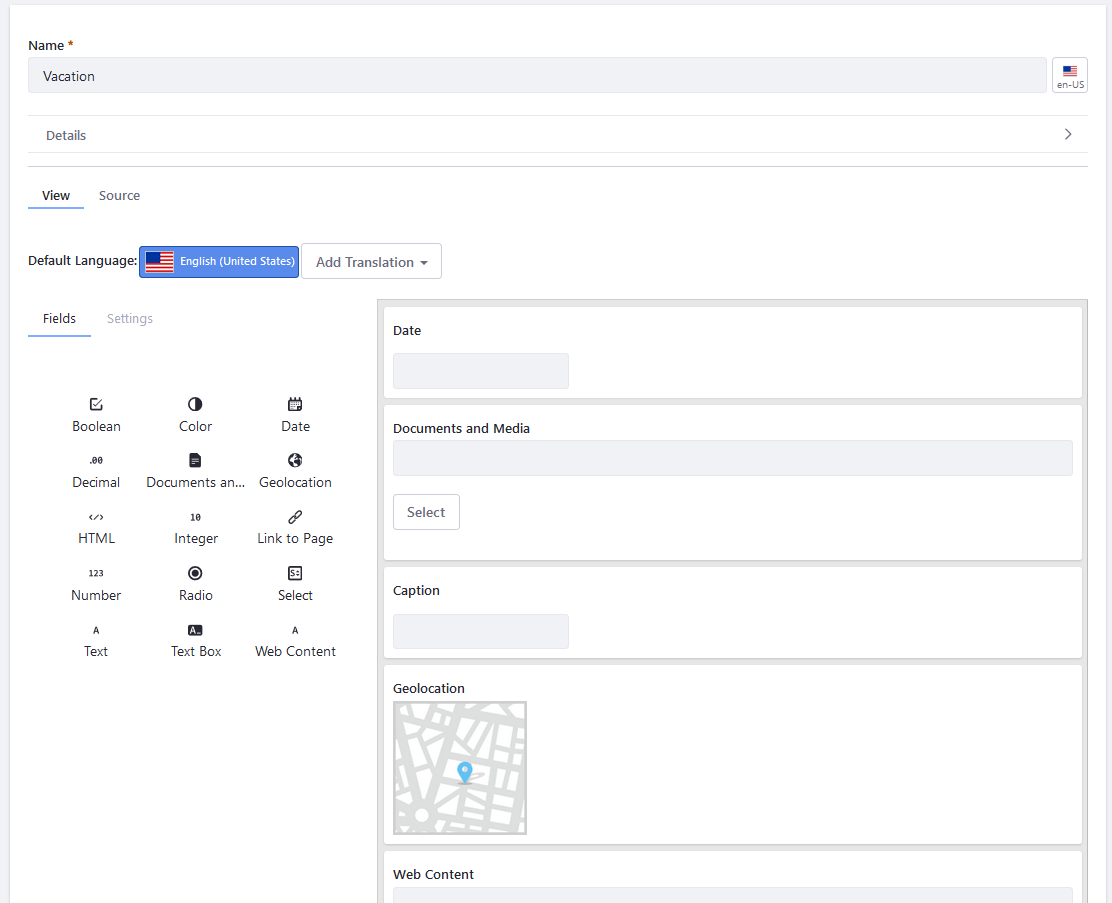 Name *
Vacation
en-US
Details
View Source
Default Language: English (United States) Add Translation
Fields Settings
Boolean Color Date
.00
Decimal Documents an... Geolocation
10
HTML Integer Link to Page
123 S
Number Radio Select
A A A
Text Text Box Web Content
Date
Documents and Media
Select
Caption
Geolocation
Web Content